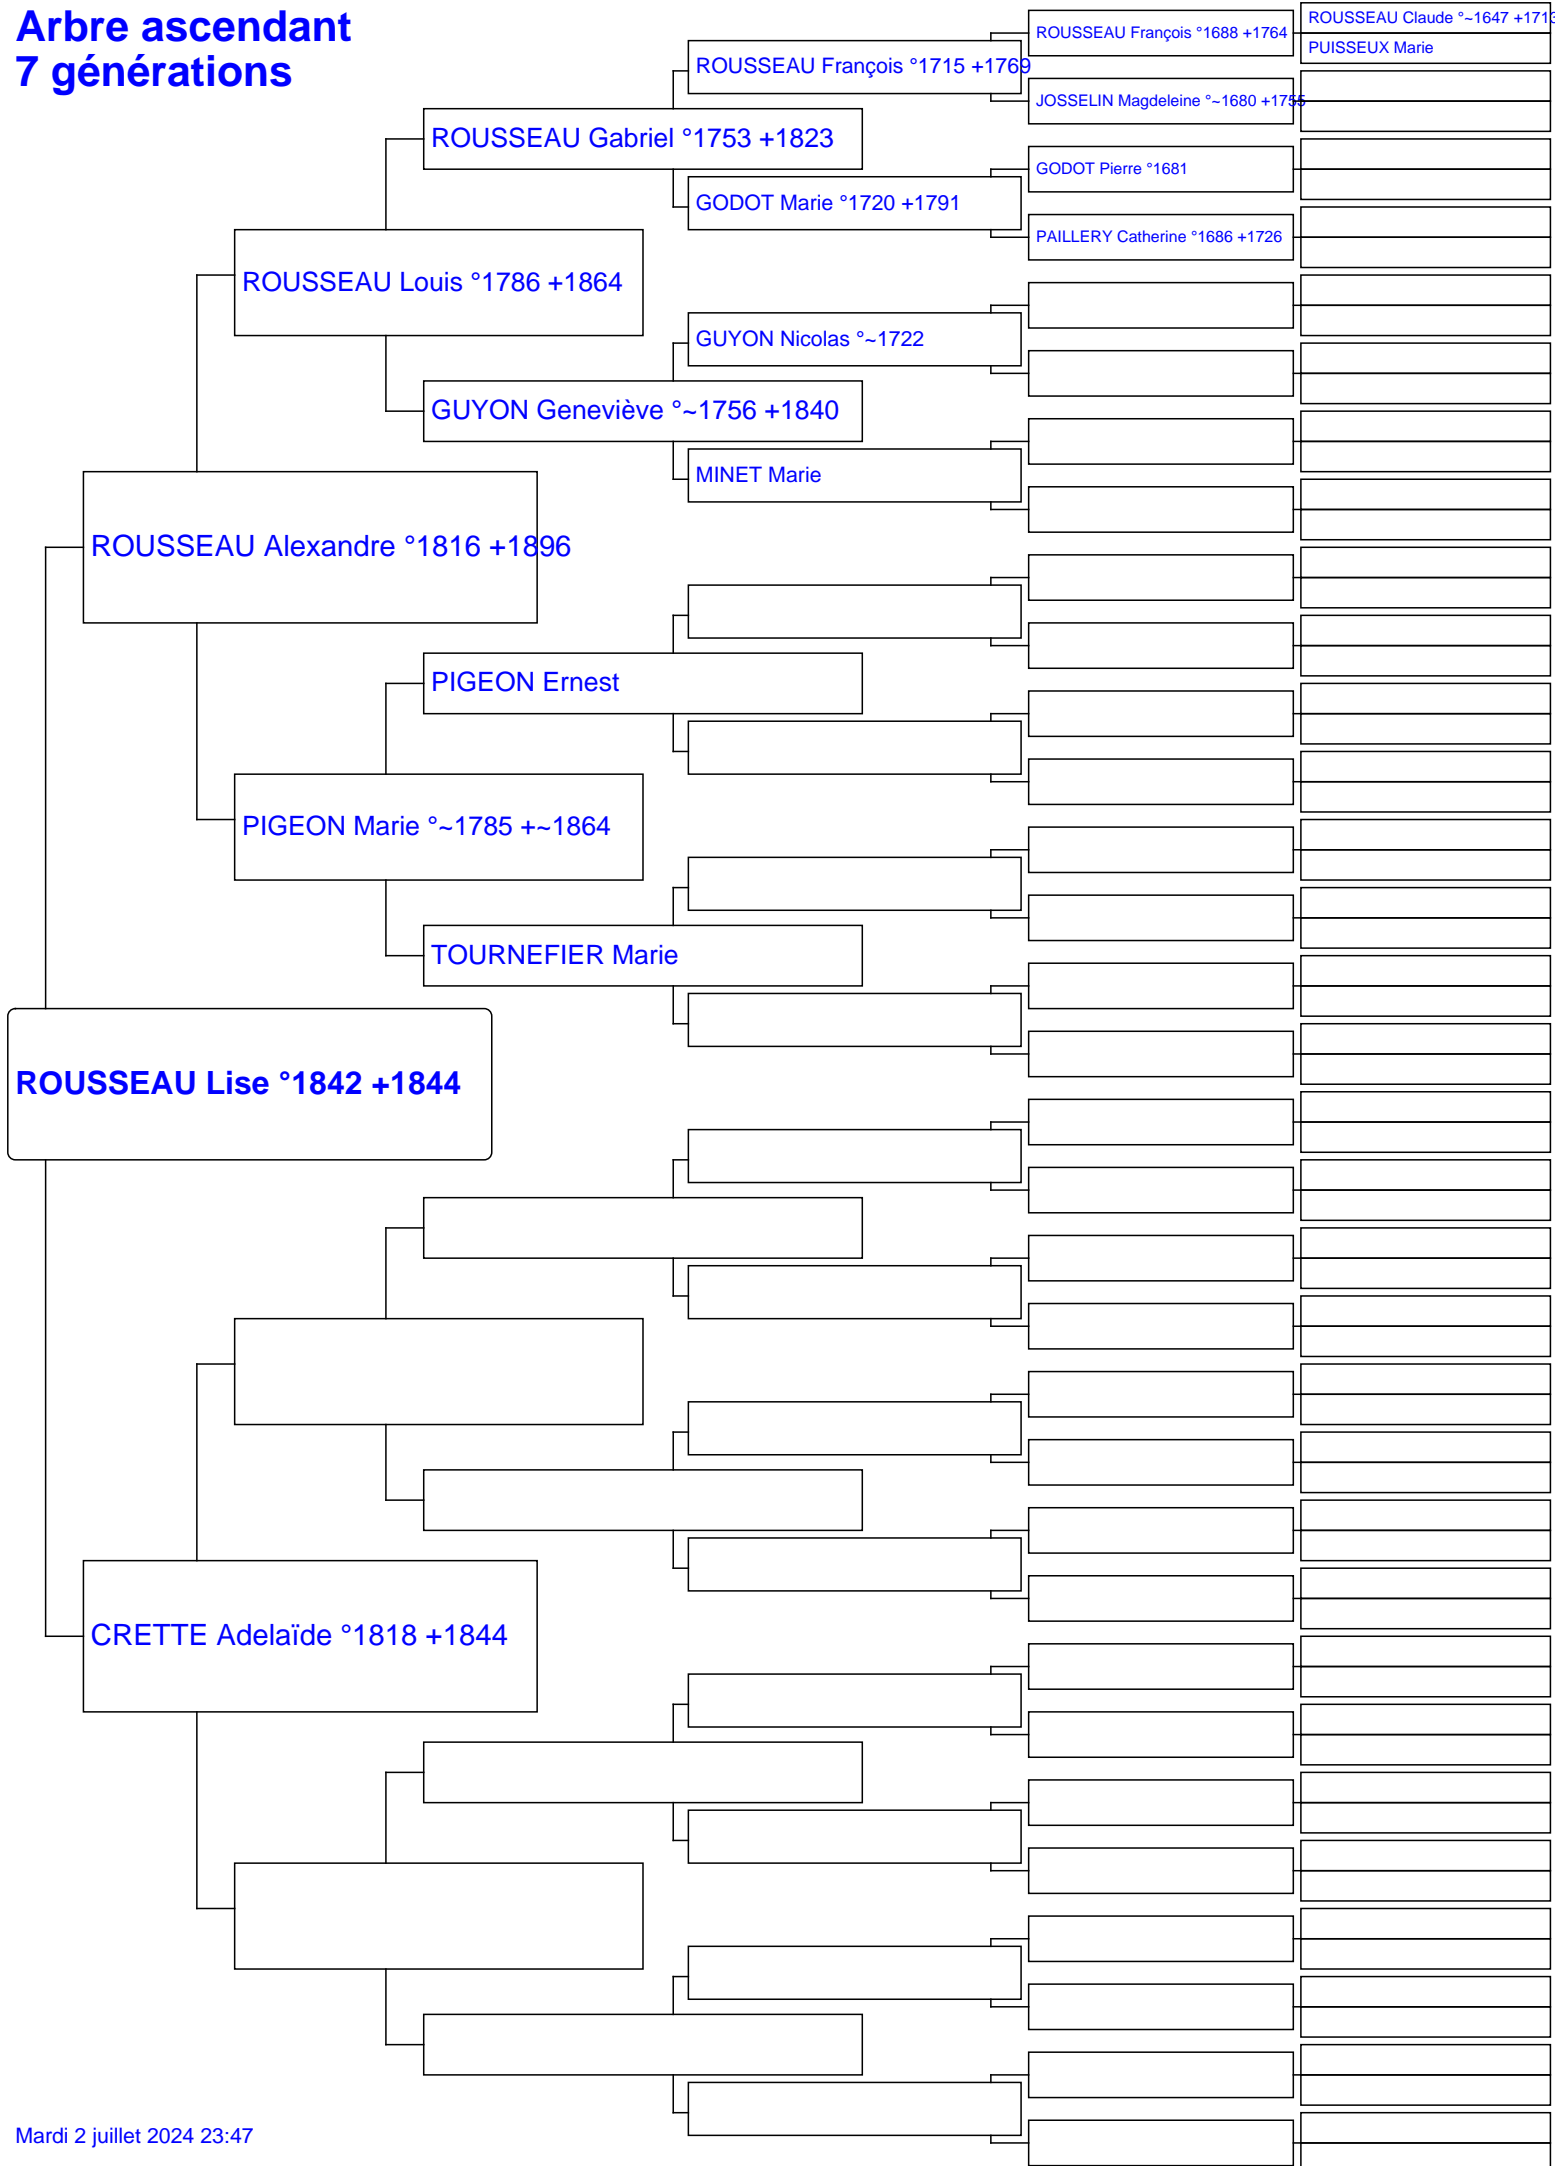 Arbre ascendant
7 générations
ROUSSEAU Claude °~1647 +1713
PUISSEUX Marie
ROUSSEAU François °1688 +1764
JOSSELIN Magdeleine °~1680 +1755
ROUSSEAU François °1715 +1769
ROUSSEAU Gabriel °1753 +1823
GODOT Pierre °1681
GODOT Marie °1720 +1791
PAILLERY Catherine °1686 +1726
ROUSSEAU Louis °1786 +1864
GUYON Nicolas °~1722
GUYON Geneviève °~1756 +1840
MINET Marie
ROUSSEAU Alexandre °1816 +1896
PIGEON Ernest
PIGEON Marie °~1785 +~1864
TOURNEFIER Marie
ROUSSEAU Lise °1842 +1844
CRETTE Adelaïde °1818 +1844
Mardi 2 juillet 2024 23:47